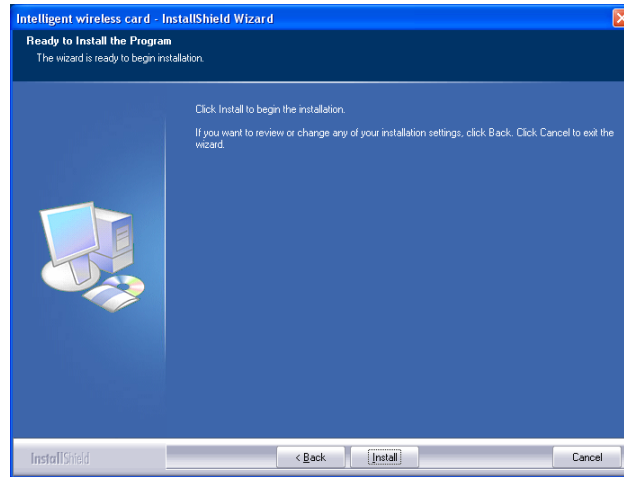 Intelligent wireless card - InstallShield Wizard
Ready to Install the Program
The wizard is ready to begin installation.
Click Install to begin the installation.
If you want to review or change any of your installation settings, click Back. Click Cancel to exit the
wizard.
InstallShield
< Back
Install
Cancel